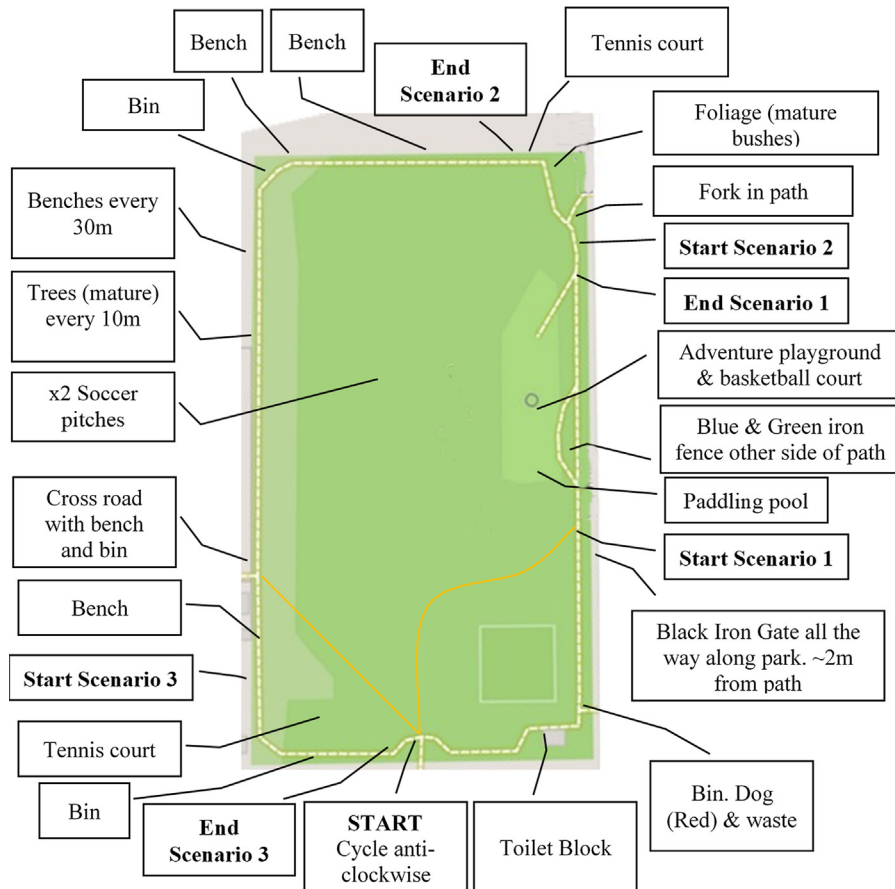 Bench
Bench
End
Scenario 2
Tennis court
Bin
Foliage (mature
bushes)
Benches every
30m
Fork in path
Start Scenario 2
Trees (mature)
every 10m
End Scenario 1
x2 Soccer
pitches
Adventure playground
& basketball court
Blue & Green iron
fence other side of path
Cross road
with bench
and bin
Paddling pool
Start Scenario 1
Bench
Black Iron Gate all the
way along park. ~2m
from path
Start Scenario 3
Tennis court
Bin
End
Scenario 3
START
Cycle anti-
clockwise
Toilet Block
Bin. Dog
(Red) & waste